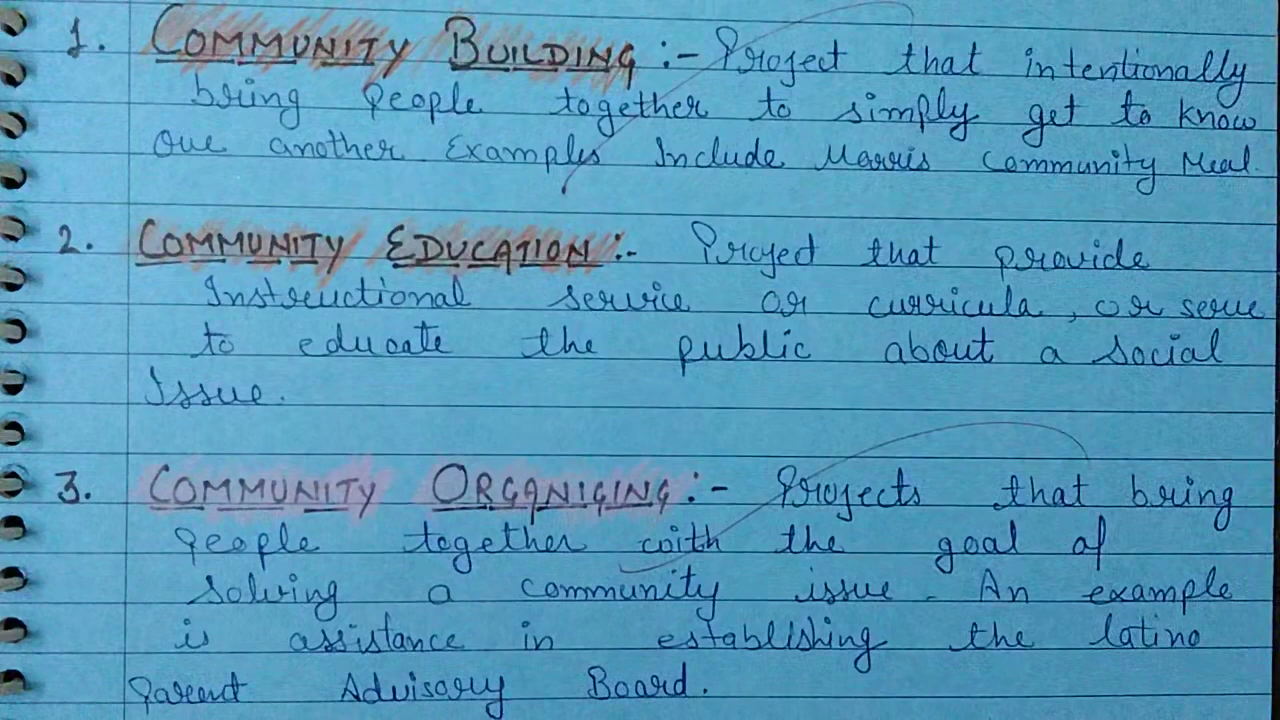 1. COMMUNITY BUILDING :- Project that intentionally
bring people together to simply get to know
one another Examples Include Morris Community Meal.
2. COMMUNITY EDUCATION :- Project that provide
Instructional service or curricula, or serve
to educate the public about a social
Issue.
3. COMMUNITY ORGANIGING :- Projects that bring
people together with the goal of
solving a community issue. An example
is assistance in establishing the latino
Parent Advisory Board.